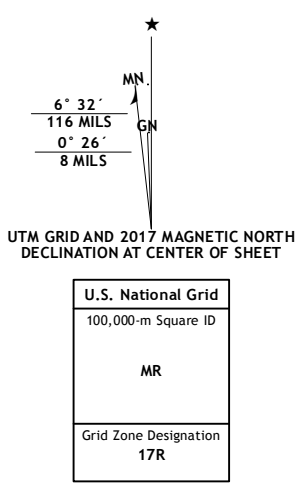 ★
MN
6° 32´
116 MILS
GN
0° 26´
8 MILS
UTM GRID AND 2017 MAGNETIC NORTH
DECLINATION AT CENTER OF SHEET
U.S. National Grid
100,000-m Square ID
MR
Grid Zone Designation
17R